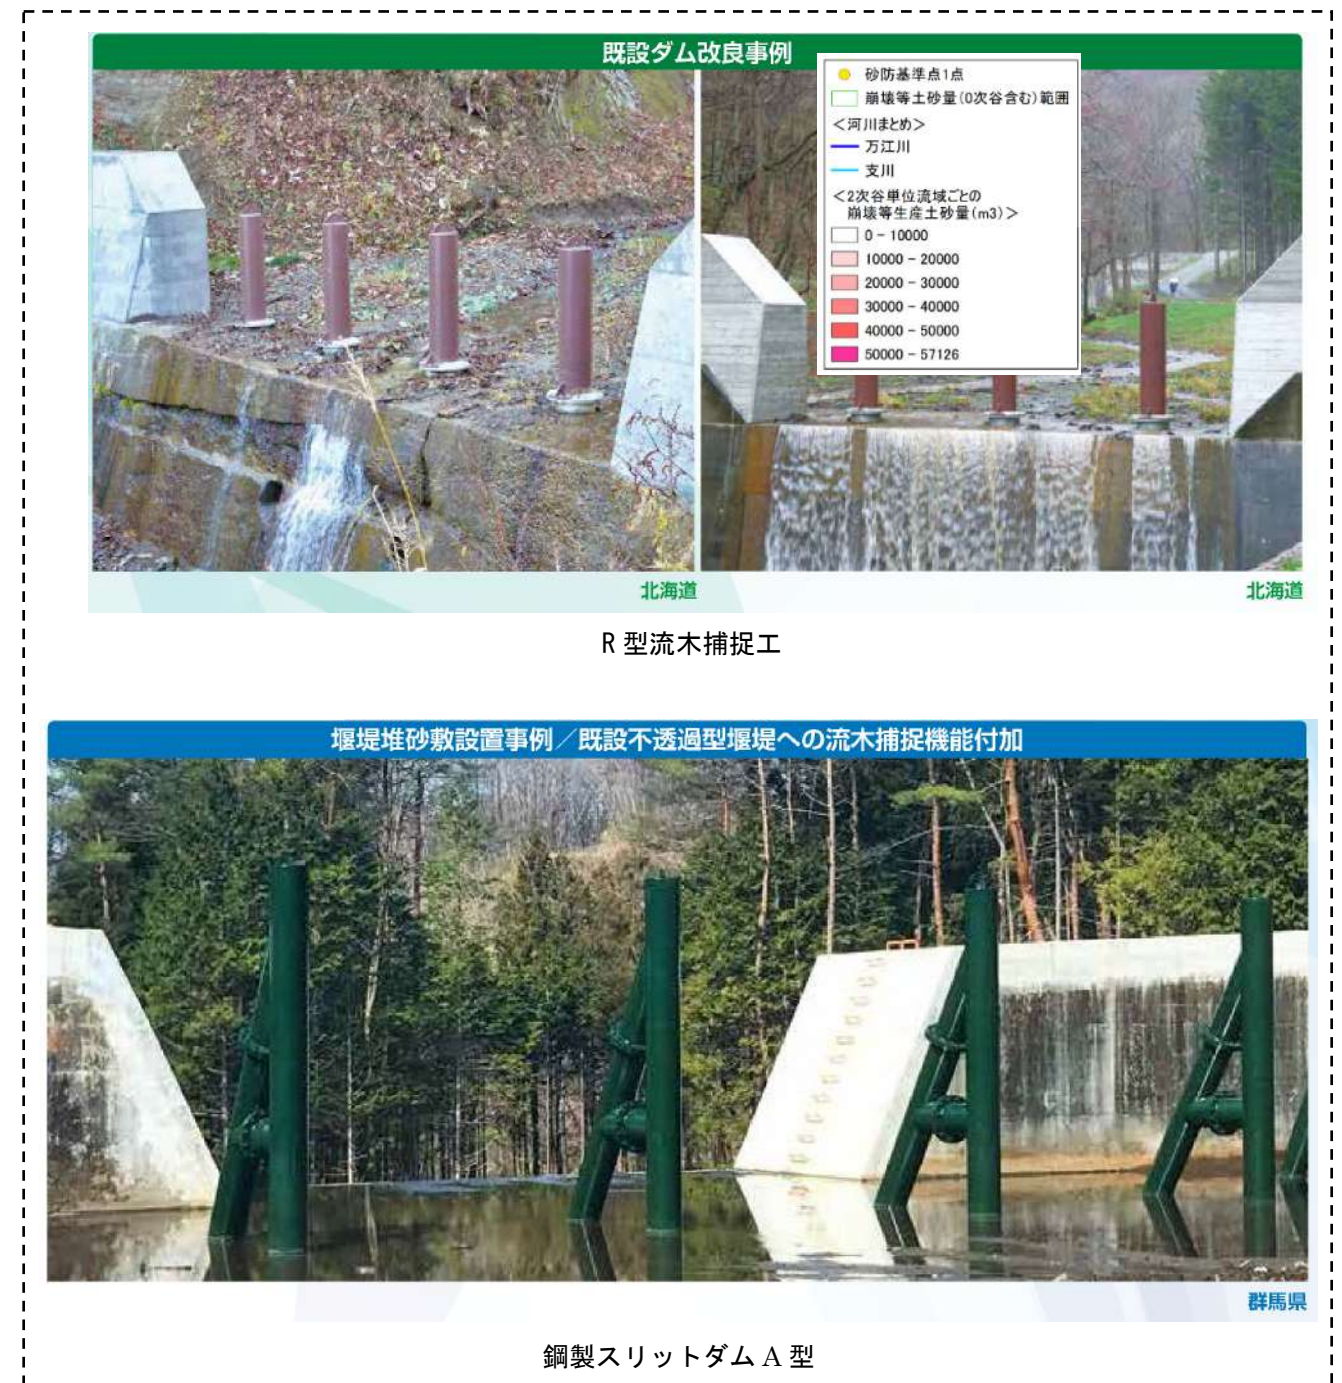 既設ダム改良事例
砂防基準点1点
崩壊等土砂量(0次谷含む)範囲
<河川まとめ>
万江川
支川
<2次谷単位流域ごとの
崩壊等生産土砂量(m3)>
0 - 10000
10000 - 20000
20000 - 30000
30000 - 40000
40000 - 50000
50000 - 57126
北海道
北海道
R 型流木捕捉工
堰堤堆砂敷設置事例／既設不透過型堰堤への流木捕捉機能付加
群馬県
鋼製スリットダム A 型